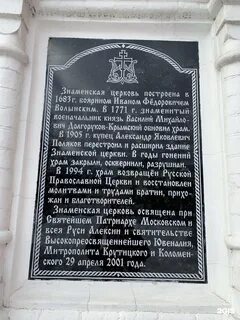 Знаменская церковь построена в
1683г. боярином Иваном Фёдоровичем
Волынским. В 1771 г. знаменитый
военачальник князь Василий Михайло-
вич Долгоруков-Крымский обновил храм.
В 1905 г. купец Александр Яковлевич
Поляков перестроил и расширил здание
Знаменской церкви. В годы гонений
храм закрыли, осквернили, разрушили.
В 1994 г. храм возвращён Русской
Православной Церкви и восстановлен
молитвами и трудами братии, прихо-
жан и благотворителей.
Знаменская церковь освящена при
Святейшем Патриархе Московском и
всея Руси Алексии и святительстве
Высокопреосвященнейшего Ювеналия,
Митрополита Крутицкого и Коломен-
ского 29 апреля 2001 года.
2ГИС